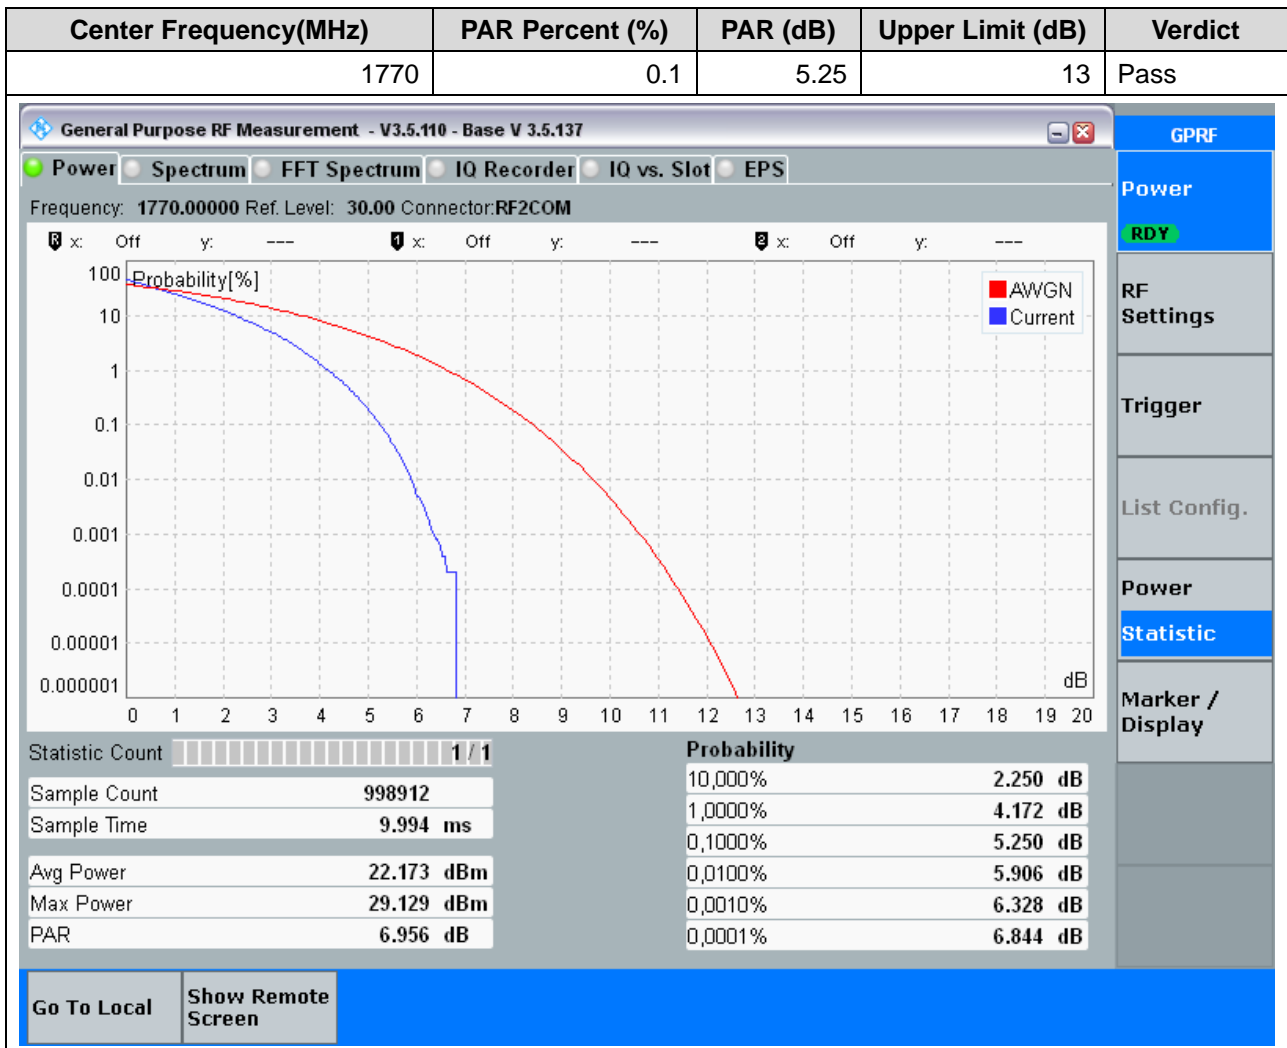 Center Frequency(MHz) PAR Percent (%) PAR (dB) Upper Limit (dB) Verdict
1770 0.1 5.25 13 Pass
General Purpose RF Measurement - V3.5.110 - Base V 3.5.137
GPRF
Power Spectrum FFT Spectrum IQ Recorder IQ vs. Slot EPS
Power
RDY
Frequency: 1770.00000 Ref. Level: 30.00 Connector:RF2COM
R x: Off y: --- 1 x: Off y: --- 2 x: Off y: ---
Probability[%]
AWGN
Current
100
10
1
0.1
0.01
0.001
0.0001
0.00001
0.000001
dB
0 1 2 3 4 5 6 7 8 9 10 11 12 13 14 15 16 17 18 19 20
RF
Settings
Trigger
List Config.
Power
Statistic
Marker /
Display
Statistic Count 1 / 1
Sample Count 998912
Sample Time 9.994 ms
Avg Power 22.173 dBm
Max Power 29.129 dBm
PAR 6.956 dB
Probability
10,000% 2.250 dB
1,0000% 4.172 dB
0,1000% 5.250 dB
0,0100% 5.906 dB
0,0010% 6.328 dB
0,0001% 6.844 dB
Go To Local
Show Remote
Screen